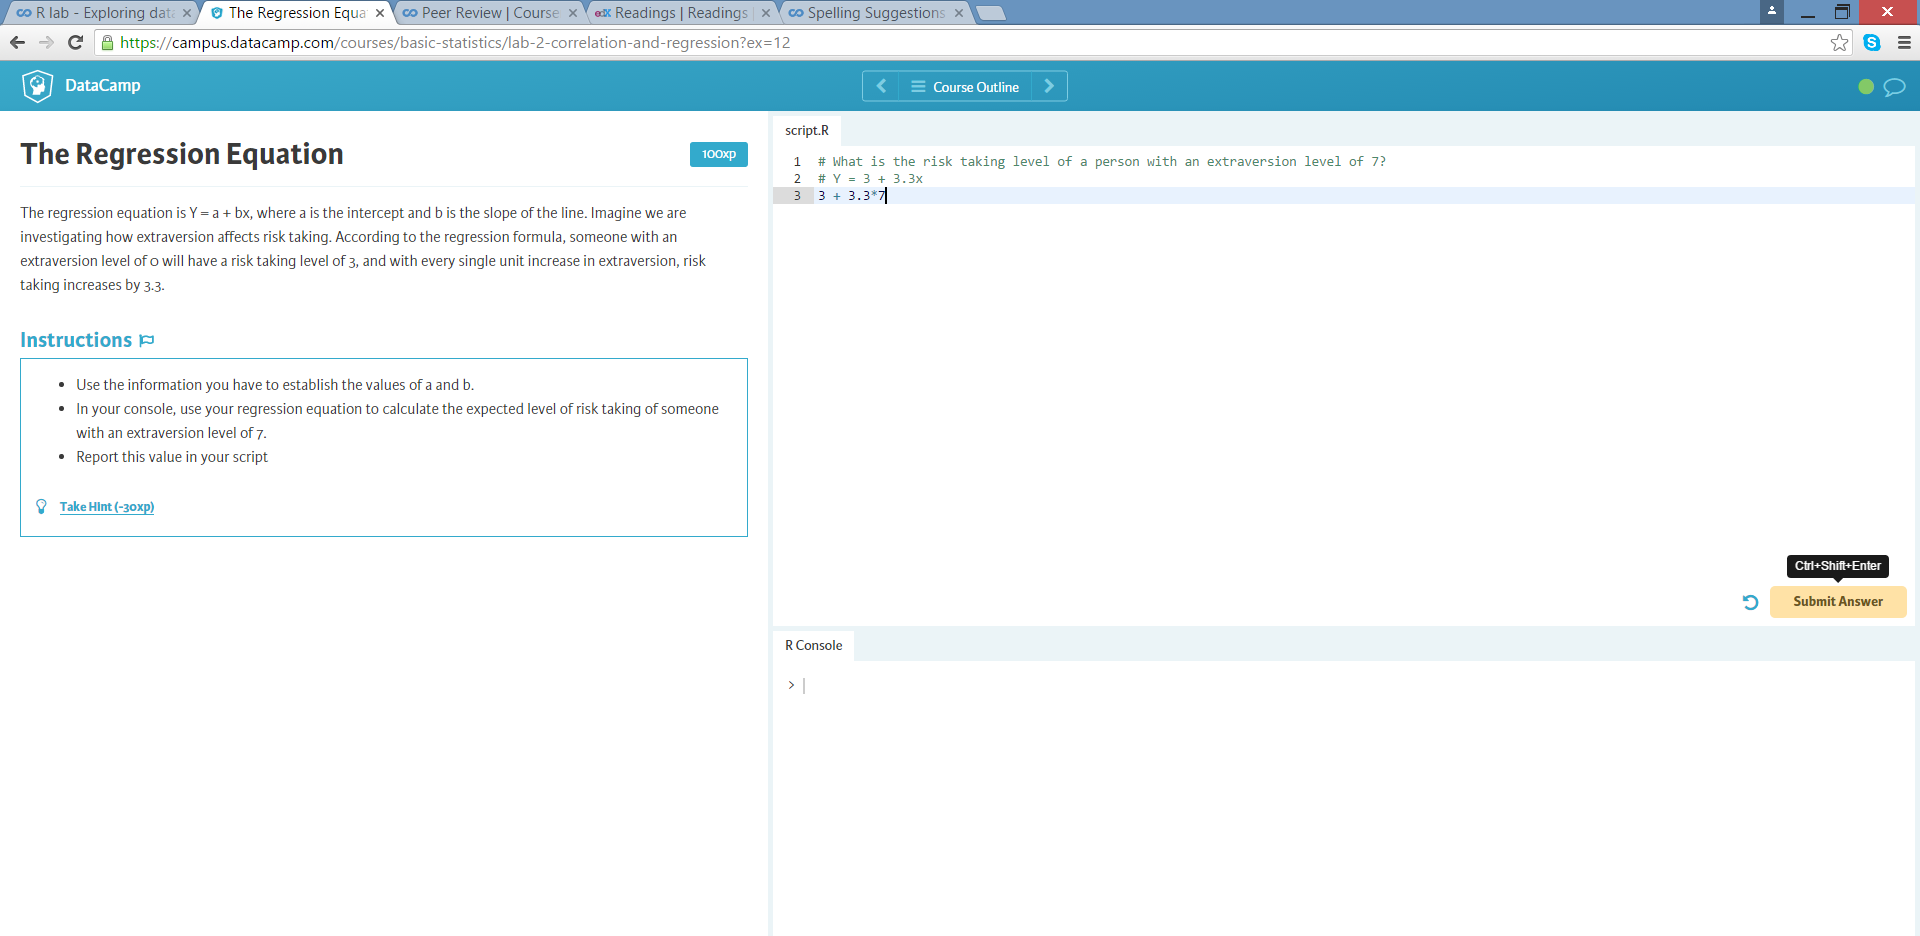 R lab - Exploring data
The Regression Equa
Peer Review | Course
edX Readings | Readings
Spelling Suggestions
https://campus.datacamp.com/courses/basic-statistics/lab-2-correlation-and-regression?ex=12
DataCamp
Course Outline
The Regression Equation
100xp
The regression equation is Y = a + bx, where a is the intercept and b is the slope of the line. Imagine we are
investigating how extraversion affects risk taking. According to the regression formula, someone with an
extraversion level of 0 will have a risk taking level of 3, and with every single unit increase in extraversion, risk
taking increases by 3.3.
Instructions
• Use the information you have to establish the values of a and b.
• In your console, use your regression equation to calculate the expected level of risk taking of someone
with an extraversion level of 7.
• Report this value in your script
Take Hint (-30xp)
script.R
1 # What is the risk taking level of a person with an extraversion level of 7?
2 # Y = 3 + 3.3x
3 3 + 3.3*7
Ctrl+Shift+Enter
Submit Answer
R Console
>